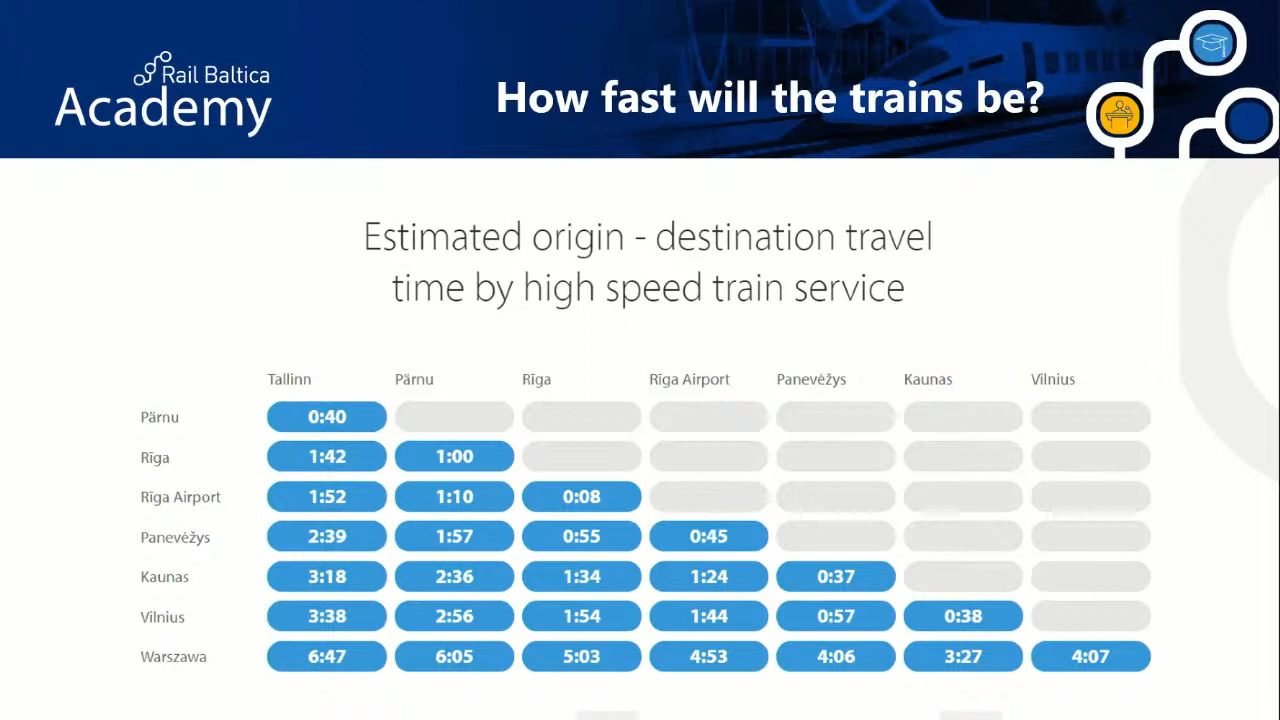 Rail Baltica
Academy
How fast will the trains be?
Estimated origin - destination travel
time by high speed train service
Tallinn Pärnu Rīga Rīga Airport Panevėžys Kaunas Vilnius
Pärnu 0:40
Rīga 1:42 1:00
Rīga Airport 1:52 1:10 0:08
Panevėžys 2:39 1:57 0:55 0:45
Kaunas 3:18 2:36 1:34 1:24 0:37
Vilnius 3:38 2:56 1:54 1:44 0:57 0:38
Warszawa 6:47 6:05 5:03 4:53 4:06 3:27 4:07